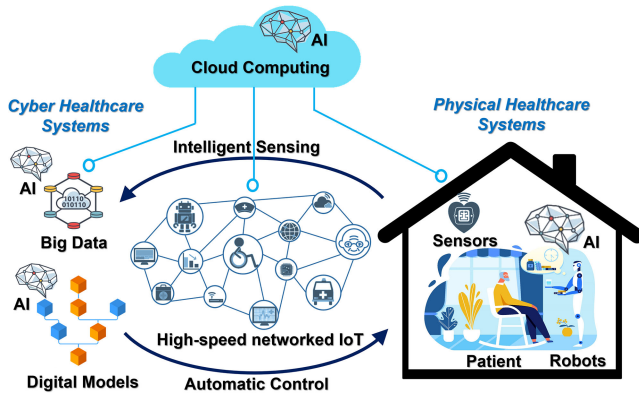 AI
Cloud Computing
Cyber Healthcare
Systems
Physical Healthcare
Systems
Intelligent Sensing
AI
10110
010110
Big Data
Sensors
AI
AI
Digital Models
High-speed networked IoT
Automatic Control
Patient
Robots